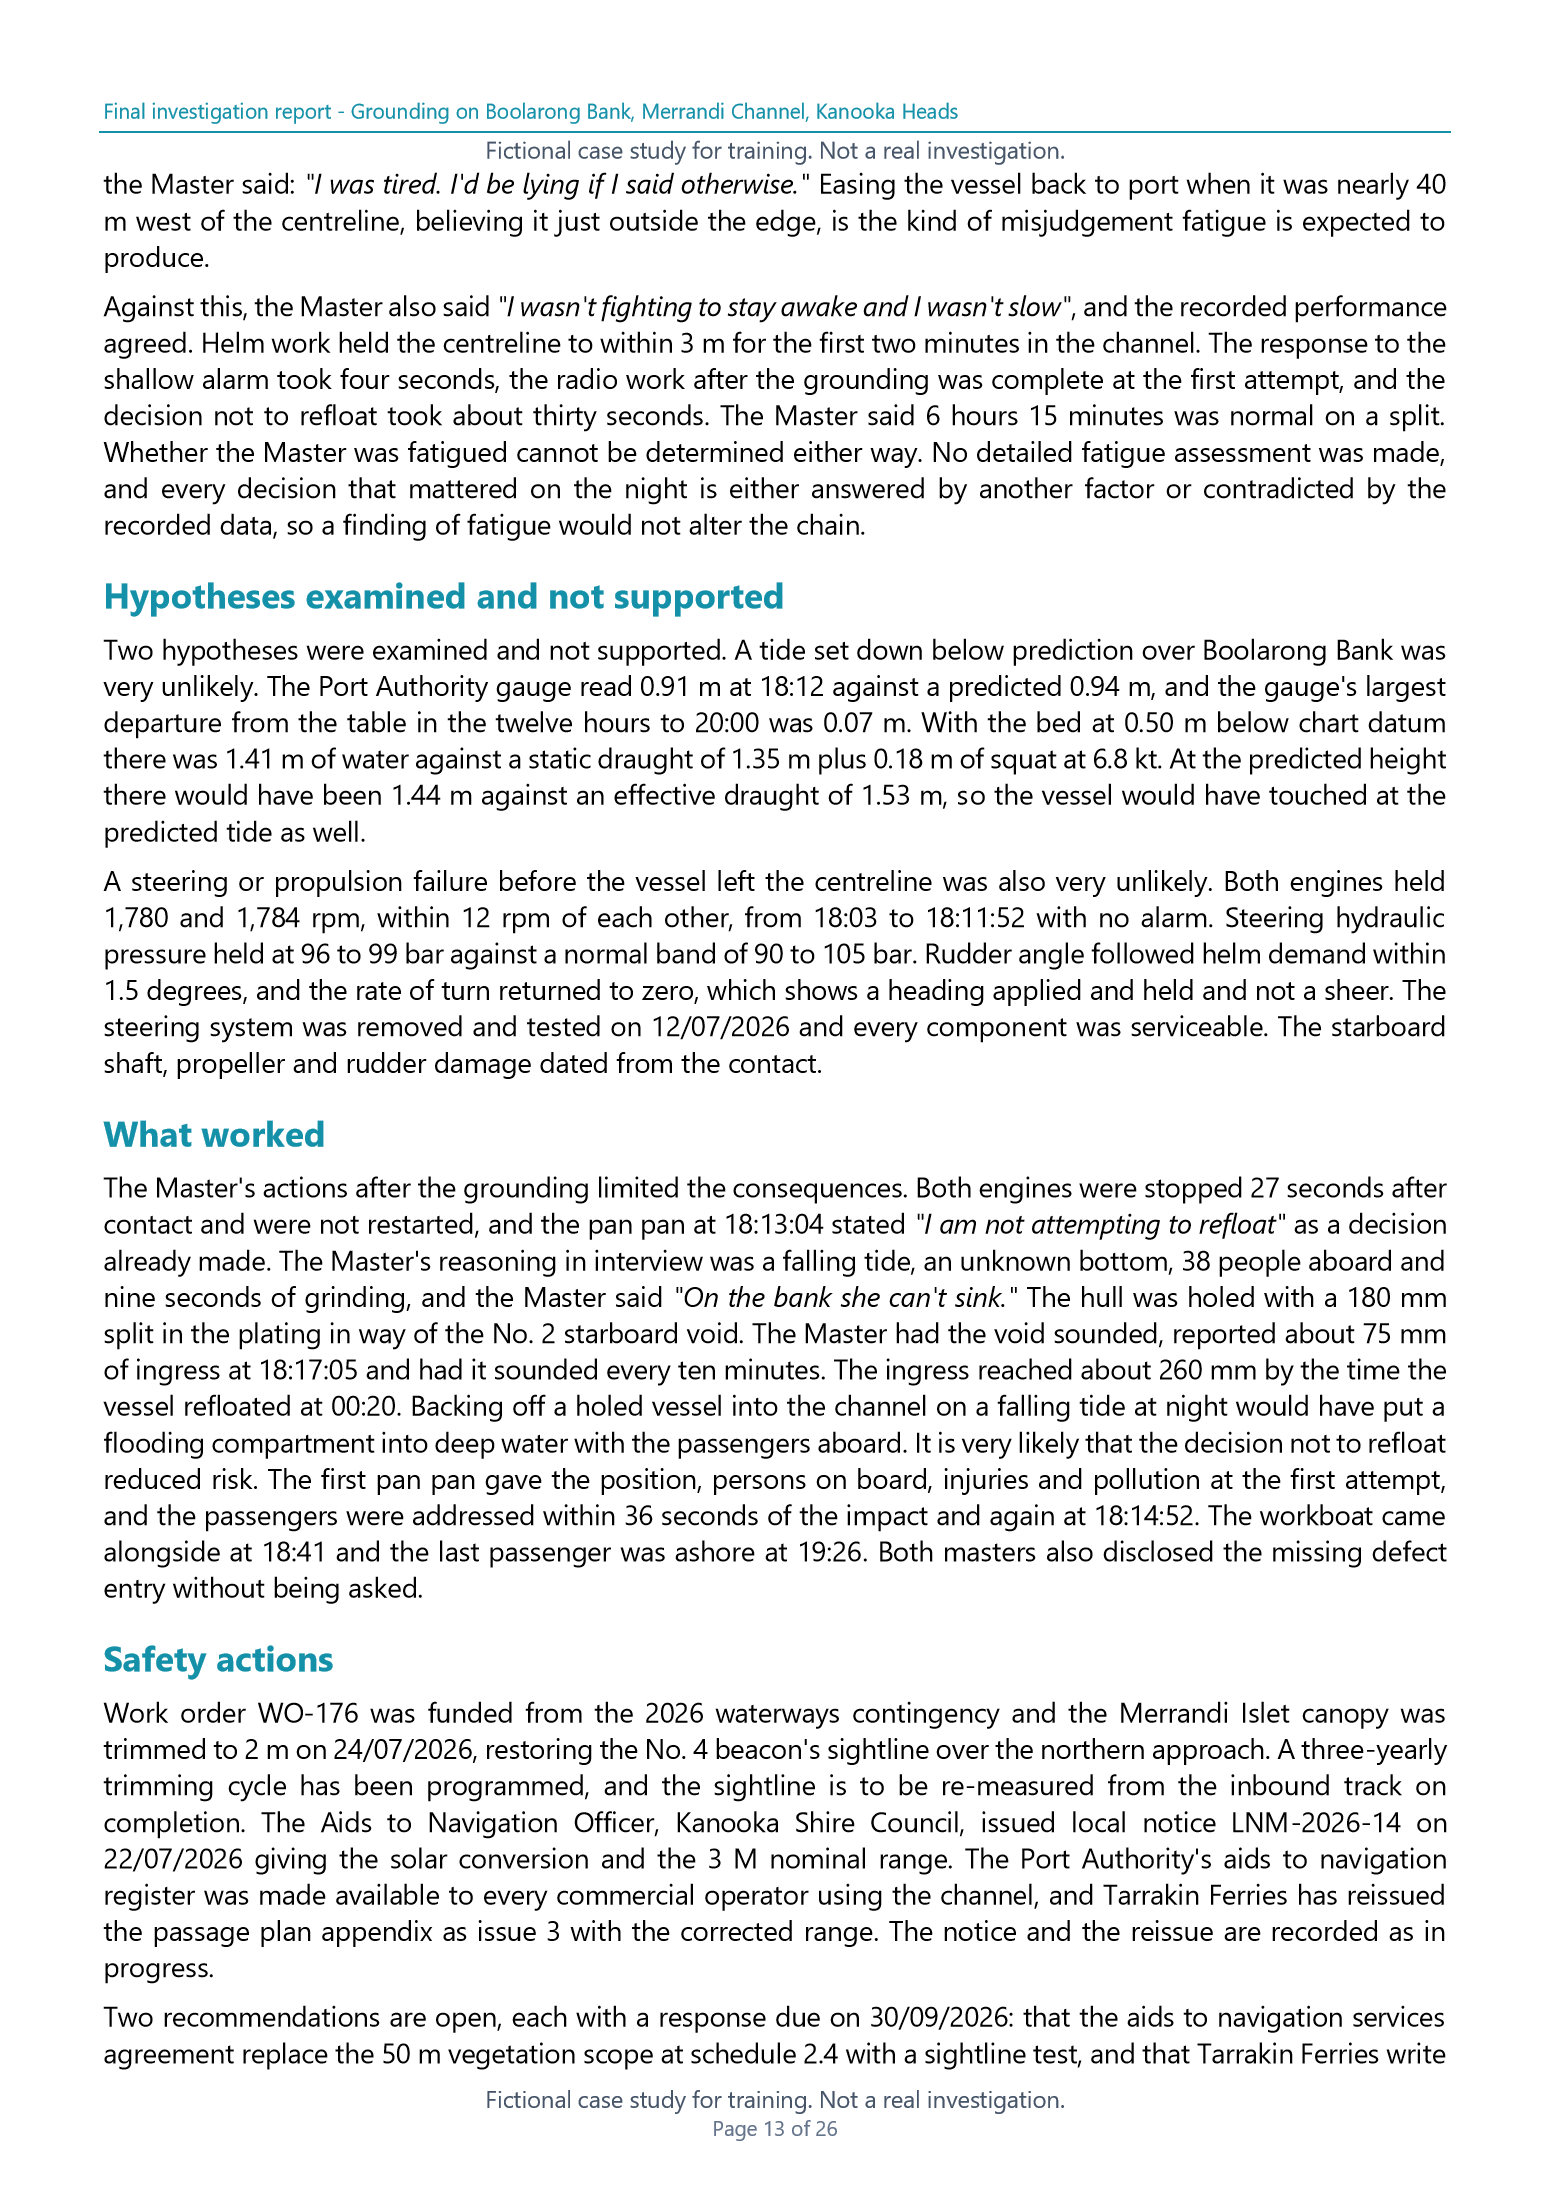 Final investigation report - Grounding on Boolarong Bank, Merrandi Channel, Kanooka Heads
Fictional case study for training. Not a real investigation.
the Master said: "I was tired. I'd be lying if I said otherwise." Easing the vessel back to port when it was nearly 40
m west of the centreline, believing it just outside the edge, is the kind of misjudgement fatigue is expected to
produce.
Against this, the Master also said "I wasn't fighting to stay awake and I wasn't slow", and the recorded performance
agreed. Helm work held the centreline to within 3 m for the first two minutes in the channel. The response to the
shallow alarm took four seconds, the radio work after the grounding was complete at the first attempt, and the
decision not to refloat took about thirty seconds. The Master said 6 hours 15 minutes was normal on a split.
Whether the Master was fatigued cannot be determined either way. No detailed fatigue assessment was made,
and every decision that mattered on the night is either answered by another factor or contradicted by the
recorded data, so a finding of fatigue would not alter the chain.
Hypotheses examined and not supported
Two hypotheses were examined and not supported. A tide set down below prediction over Boolarong Bank was
very unlikely. The Port Authority gauge read 0.91 m at 18:12 against a predicted 0.94 m, and the gauge's largest
departure from the table in the twelve hours to 20:00 was 0.07 m. With the bed at 0.50 m below chart datum
there was 1.41 m of water against a static draught of 1.35 m plus 0.18 m of squat at 6.8 kt. At the predicted height
there would have been 1.44 m against an effective draught of 1.53 m, so the vessel would have touched at the
predicted tide as well.
A steering or propulsion failure before the vessel left the centreline was also very unlikely. Both engines held
1,780 and 1,784 rpm, within 12 rpm of each other, from 18:03 to 18:11:52 with no alarm. Steering hydraulic
pressure held at 96 to 99 bar against a normal band of 90 to 105 bar. Rudder angle followed helm demand within
1.5 degrees, and the rate of turn returned to zero, which shows a heading applied and held and not a sheer. The
steering system was removed and tested on 12/07/2026 and every component was serviceable. The starboard
shaft, propeller and rudder damage dated from the contact.
What worked
The Master's actions after the grounding limited the consequences. Both engines were stopped 27 seconds after
contact and were not restarted, and the pan pan at 18:13:04 stated "I am not attempting to refloat" as a decision
already made. The Master's reasoning in interview was a falling tide, an unknown bottom, 38 people aboard and
nine seconds of grinding, and the Master said "On the bank she can't sink." The hull was holed with a 180 mm
split in the plating in way of the No. 2 starboard void. The Master had the void sounded, reported about 75 mm
of ingress at 18:17:05 and had it sounded every ten minutes. The ingress reached about 260 mm by the time the
vessel refloated at 00:20. Backing off a holed vessel into the channel on a falling tide at night would have put a
flooding compartment into deep water with the passengers aboard. It is very likely that the decision not to refloat
reduced risk. The first pan pan gave the position, persons on board, injuries and pollution at the first attempt,
and the passengers were addressed within 36 seconds of the impact and again at 18:14:52. The workboat came
alongside at 18:41 and the last passenger was ashore at 19:26. Both masters also disclosed the missing defect
entry without being asked.
Safety actions
Work order WO-176 was funded from the 2026 waterways contingency and the Merrandi Islet canopy was
trimmed to 2 m on 24/07/2026, restoring the No. 4 beacon's sightline over the northern approach. A three-yearly
trimming cycle has been programmed, and the sightline is to be re-measured from the inbound track on
completion. The Aids to Navigation Officer, Kanooka Shire Council, issued local notice LNM-2026-14 on
22/07/2026 giving the solar conversion and the 3 M nominal range. The Port Authority's aids to navigation
register was made available to every commercial operator using the channel, and Tarrakin Ferries has reissued
the passage plan appendix as issue 3 with the corrected range. The notice and the reissue are recorded as in
progress.
Two recommendations are open, each with a response due on 30/09/2026: that the aids to navigation services
agreement replace the 50 m vegetation scope at schedule 2.4 with a sightline test, and that Tarrakin Ferries write
Fictional case study for training. Not a real investigation.
Page 13 of 26